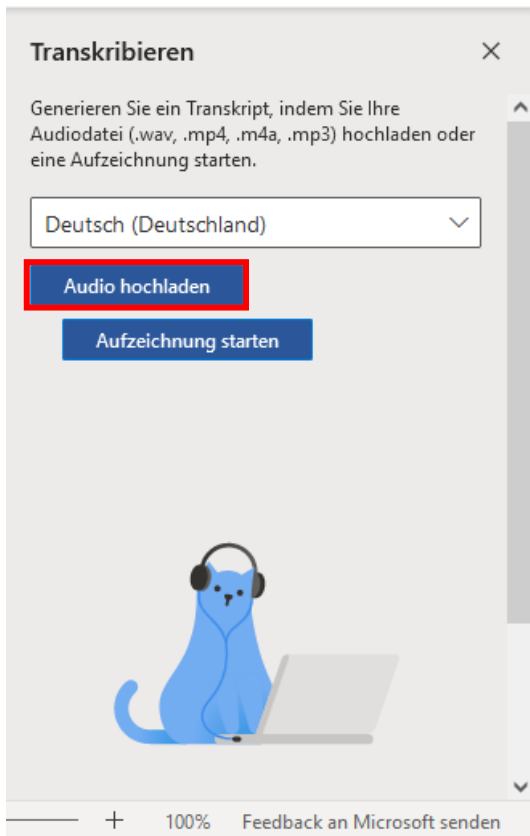 Transkribieren
Generieren Sie ein Transkript, indem Sie Ihre
Audiodatei (.wav, .mp4, .m4a, .mp3) hochladen oder
eine Aufzeichnung starten.
Deutsch (Deutschland)
Audio hochladen
Aufzeichnung starten
100% Feedback an Microsoft senden